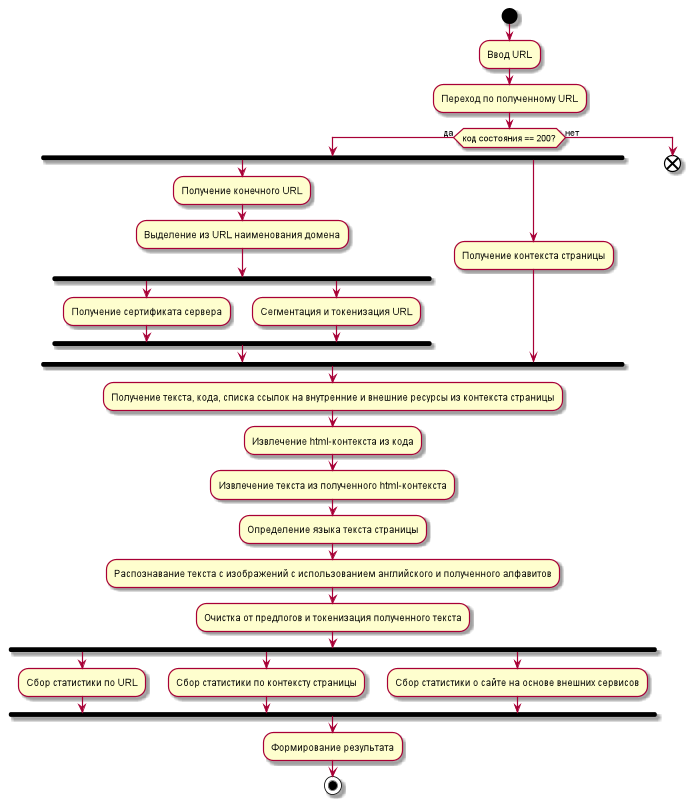 Ввод URL
Переход по полученному URL
да
код состояния == 200?
нет
Получение конечного URL
Выделение из URL наименования домена
Получение контекста страницы
Получение сертификата сервера
Сегментация и токенизация URL
Получение текста, кода, списка ссылок на внутренние и внешние ресурсы из контекста страницы
Извлечение html-контекста из кода
Извлечение текста из полученного html-контекста
Определение языка текста страницы
Распознавание текста с изображений с использованием английского и полученного алфавитов
Очистка от предлогов и токенизация полученного текста
Сбор статистики по URL
Сбор статистики по контексту страницы
Сбор статистики о сайте на основе внешних сервисов
Формирование результата